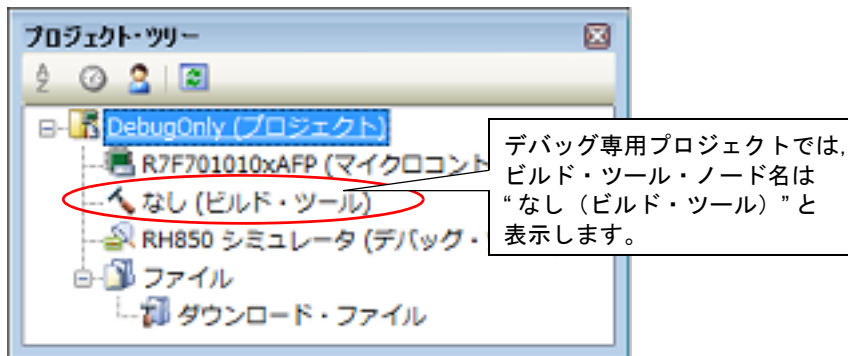 プロジェクト・ツリー
DebugOnly (プロジェクト)
R7F701010xAFP (マイクロコント
なし (ビルド・ツール)
RH850 シミュレータ (デバッグ・
ファイル
ダウンロード・ファイル
デバッグ専用プロジェクトでは,
ビルド・ツール・ノード名は
“なし（ビルド・ツール）”と
表示します。